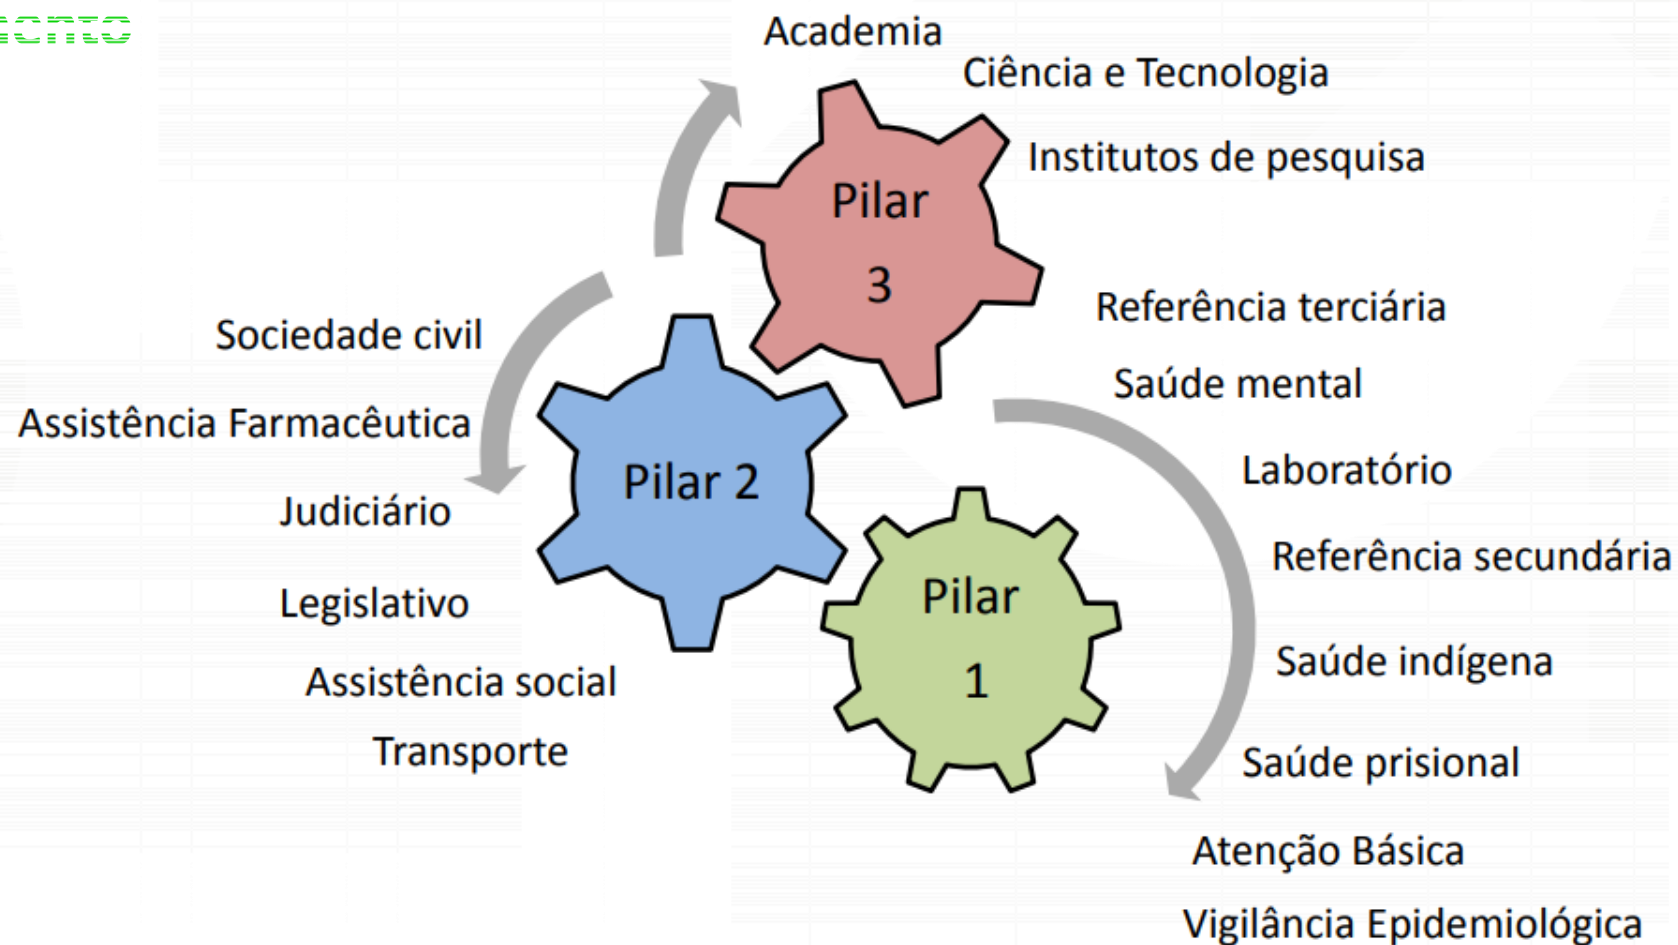 Academia
Ciência e Tecnologia
Institutos de pesquisa
Pilar
3
Referência terciária
Saúde mental
Laboratório
Referência secundária
Saúde indígena
Saúde prisional
Atenção Básica
Vigilância Epidemiológica
Sociedade civil
Assistência Farmacêutica
Judiciário
Legislativo
Assistência social
Transporte
Pilar 2
Pilar
1